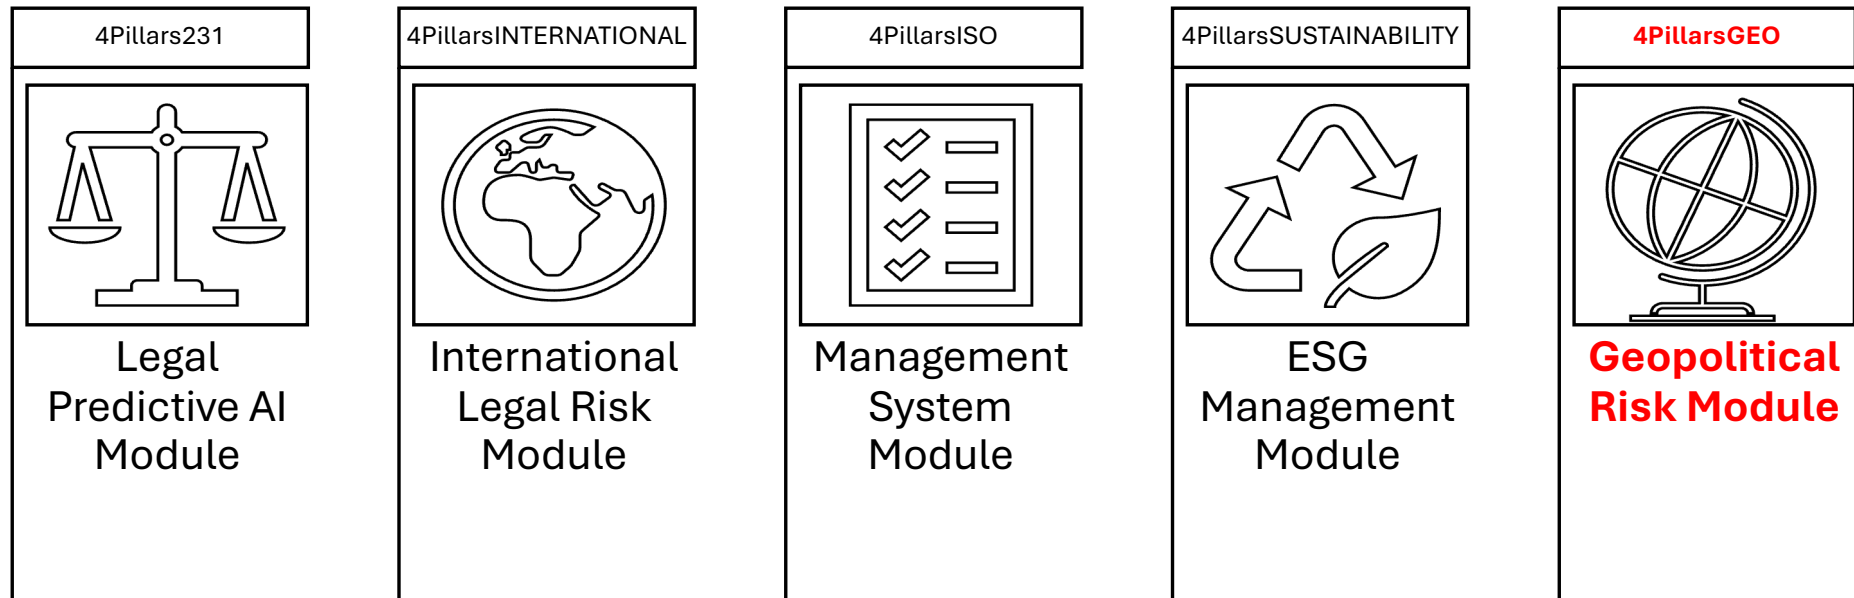 4Pillars231
Legal
Predictive AI
Module
4PillarsINTERNATIONAL
International
Legal Risk
Module
4PillarsISO
Management
System
Module
4PillarsSUSTAINABILITY
ESG
Management
Module
4PillarsGEO
Geopolitical
Risk Module